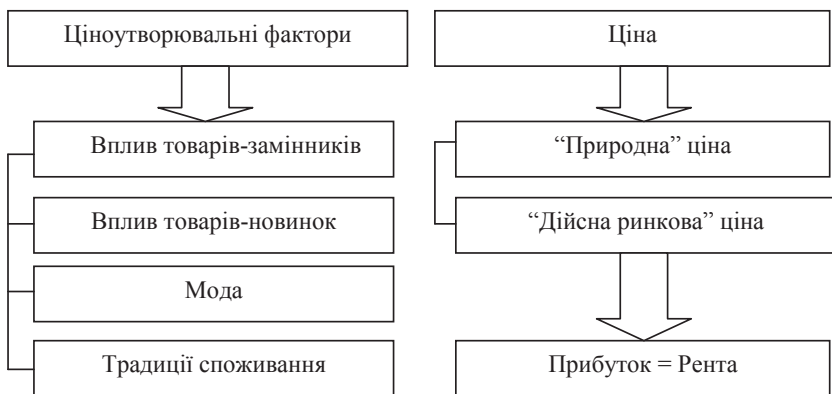 Ціноутворювальні фактори
Ціна
Вплив товарів-замінників
“Природна” ціна
Вплив товарів-новинок
“Дійсна ринкова” ціна
Мода
Традиції споживання
Прибуток = Рента